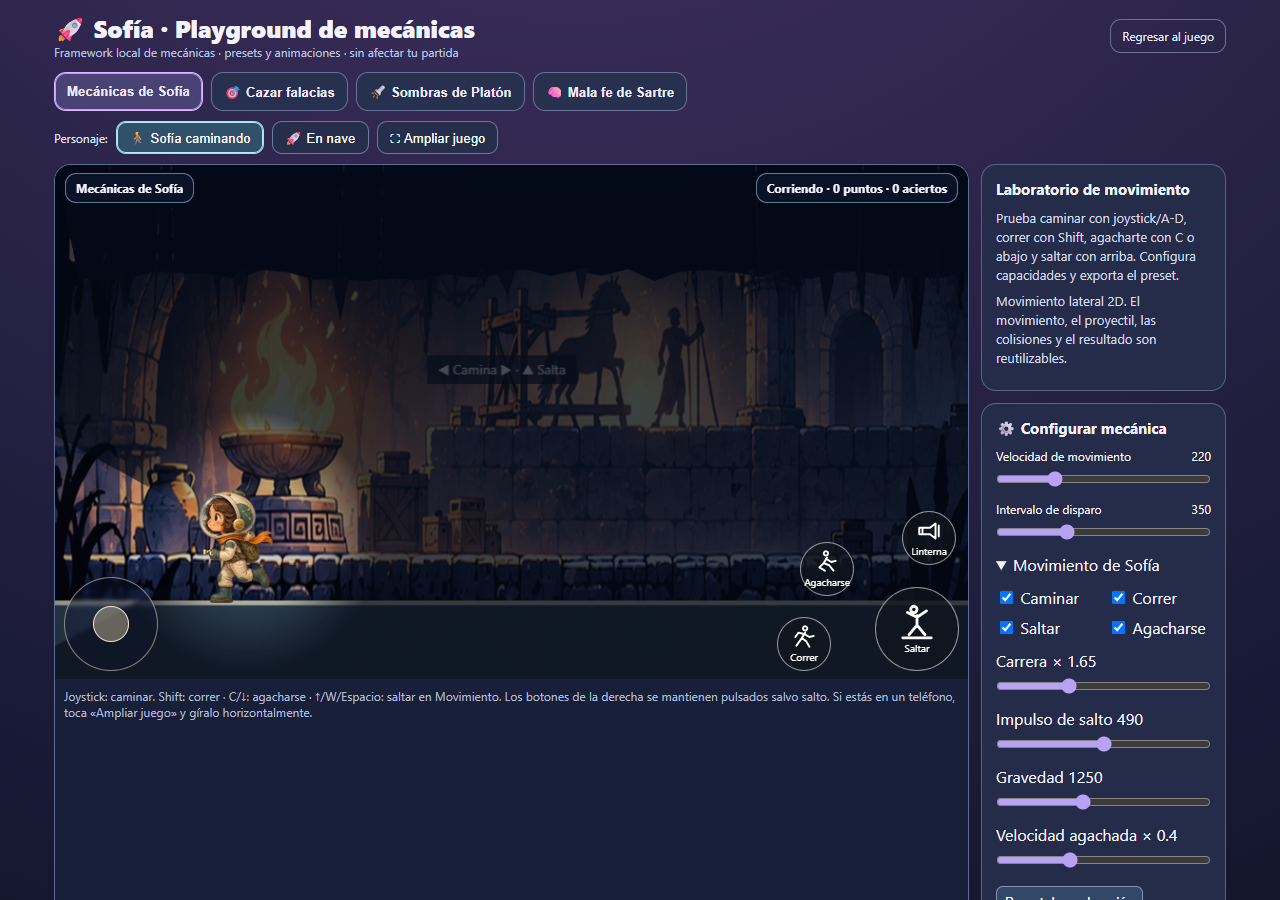 🚀 Sofía · Playground de mecánicas
Framework local de mecánicas · presets y animaciones · sin afectar tu partida
Regresar al juego
Mecánicas de Sofia
🎯 Cazar falacias
🛰️ Sombras de Platón
🧠 Mala fe de Sartre
Personaje:
🚶 Sofía caminando
🚀 En nave
⛶ Ampliar juego
Mecánicas de Sofía
Corriendo · 0 puntos · 0 aciertos
◀ Camina ▶ · ▲ Salta
Linterna
Agacharse
Correr
Saltar
Joystick: caminar. Shift: correr · C/↓: agacharse · ↑/W/Espacio: saltar en Movimiento. Los botones de la derecha se mantienen pulsados salvo salto. Si estás en un teléfono,
toca «Ampliar juego» y gíralo horizontalmente.
Laboratorio de movimiento
Prueba caminar con joystick/A-D,
correr con Shift, agacharte con C o
abajo y saltar con arriba. Configura
capacidades y exporta el preset.
Movimiento lateral 2D. El
movimiento, el proyectil, las
colisiones y el resultado son
reutilizables.
⚙️ Configurar mecánica
Velocidad de movimiento 220
Intervalo de disparo 350
▼ Movimiento de Sofía
Caminar Correr
Saltar Agacharse
Carrera × 1.65
Impulso de salto 490
Gravedad 1250
Velocidad agachada × 0.4